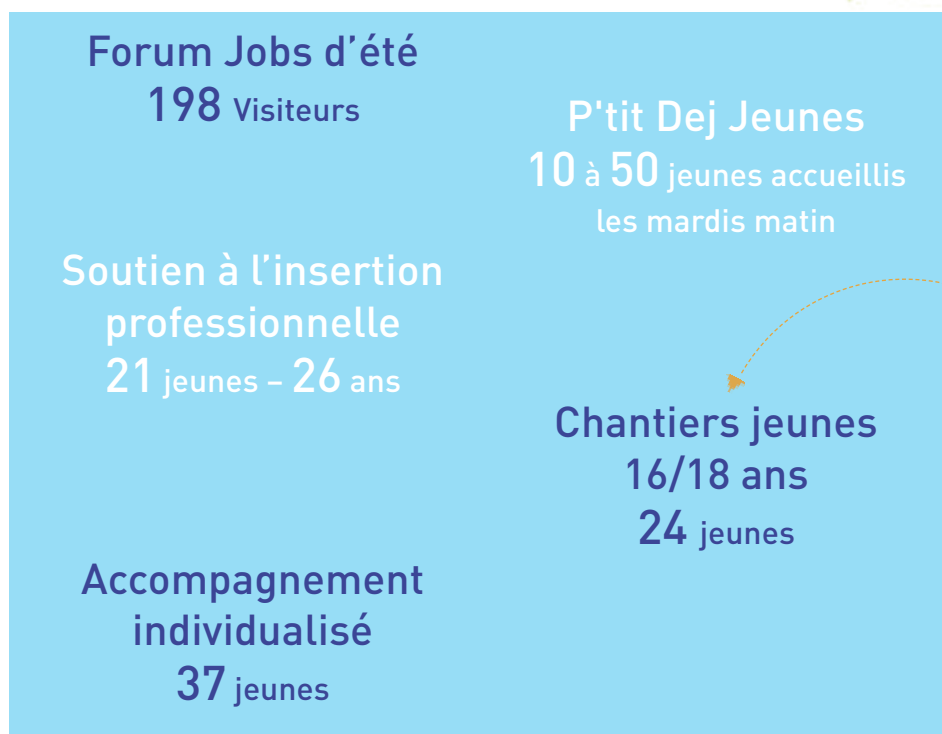 Forum Jobs d’été
198 Visiteurs
P'tit Dej Jeunes
10 à 50 jeunes accueillis
les mardis matin
Soutien à l’insertion
professionnelle
21 jeunes – 26 ans
Chantiers jeunes
16/18 ans
24 jeunes
Accompagnement
individualisé
37 jeunes